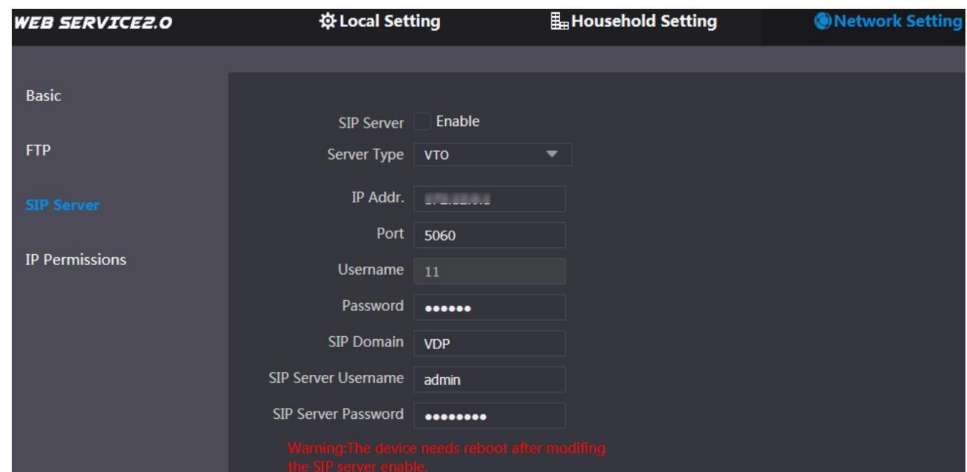 WEB SERVICE2.0
Local Setting
Household Setting
Network Setting
Basic
FTP
SIP Server
IP Permissions
SIP Server Enable
Server Type VTO
IP Addr.
Port 5060
Username 11
Password ●●●●●●
SIP Domain VDP
SIP Server Username admin
SIP Server Password ●●●●●●●●
Warning:The device needs reboot after modifing
the SIP server enable.